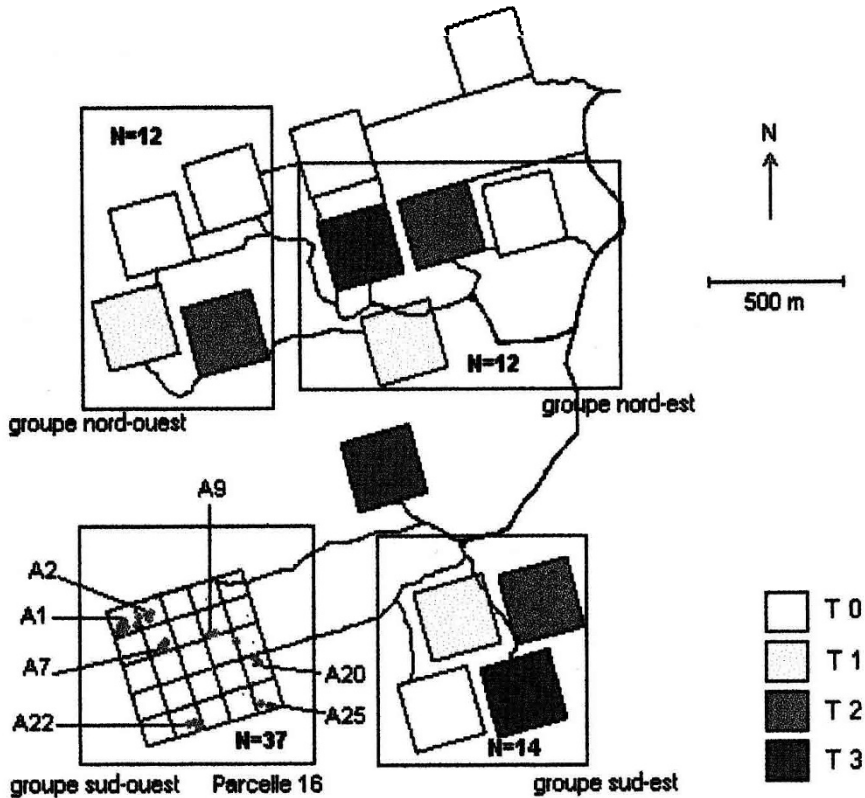 N=12
N
500 m
N=12
groupe nord-ouest
groupe nord-est
A9
A2
A1
A7
A20
A22
A25
N=37
N=14
groupe sud-ouest Parcelle 16
groupe sud-est
T 0
T 1
T 2
T 3